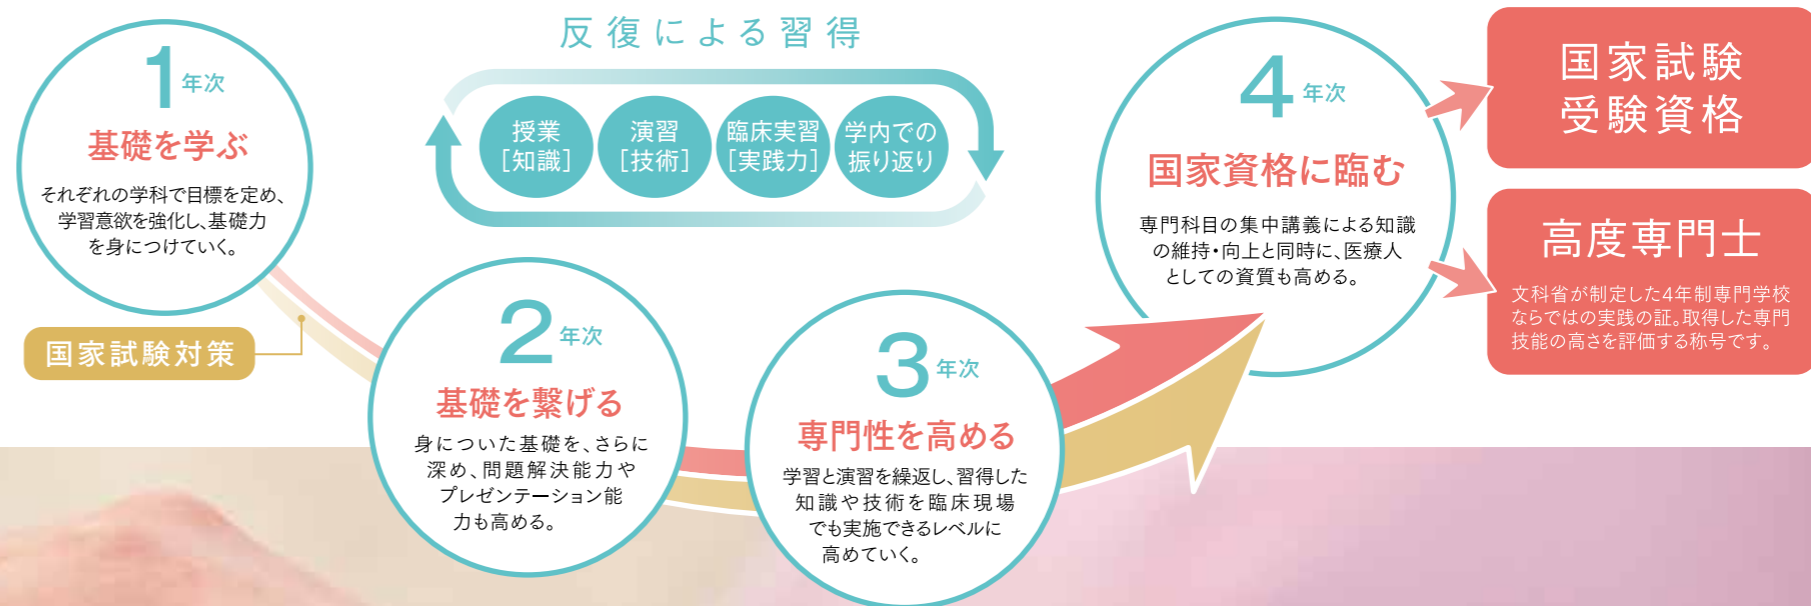 1年次
基礎を学ぶ
それぞれの学科で目標を定め、
学習意欲を強化し、基礎力
を身につけていく。
国家試験対策
反復による習得
授業
［知識］
演習
［技術］
臨床実習
［実践力］
学内での
振り返り
2年次
基礎を繋げる
身についた基礎を、さらに
深め、問題解決能力や
プレゼンテーション能
力も高める。
3年次
専門性を高める
学習と演習を繰返し、習得した
知識や技術を臨床現場
でも実施できるレベルに
高めていく。
4年次
国家資格に臨む
専門科目の集中講義による知識
の維持・向上と同時に、医療人
としての資質も高める。
国家試験
受験資格
高度専門士
文科省が制定した4年制専門学校
ならではの実践の証。取得した専門
技能の高さを評価する称号です。